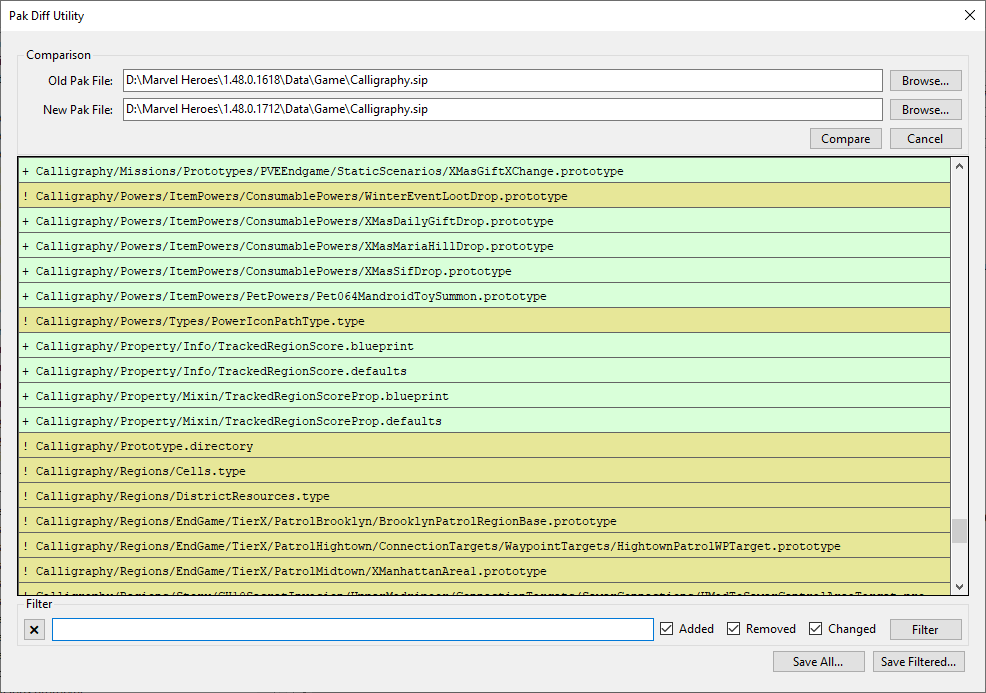 Pak Diff Utility
Comparison
Old Pak File: D:\Marvel Heroes\1.48.0.1618\Data\Game\Calligraphy.sip Browse...
New Pak File: D:\Marvel Heroes\1.48.0.1712\Data\Game\Calligraphy.sip Browse...
Compare Cancel
+ Calligraphy/Missions/Prototypes/PVEEndgame/StaticScenarios/XMasGiftXChange.prototype
! Calligraphy/Powers/ItemPowers/ConsumablePowers/WinterEventLootDrop.prototype
+ Calligraphy/Powers/ItemPowers/ConsumablePowers/XMasDailyGiftDrop.prototype
+ Calligraphy/Powers/ItemPowers/ConsumablePowers/XMasMariaHillDrop.prototype
+ Calligraphy/Powers/ItemPowers/ConsumablePowers/XMasSifDrop.prototype
+ Calligraphy/Powers/ItemPowers/PetPowers/Pet064MandroidToySummon.prototype
! Calligraphy/Powers/Types/PowerIconPathType.type
+ Calligraphy/Property/Info/TrackedRegionScore.blueprint
+ Calligraphy/Property/Info/TrackedRegionScore.defaults
+ Calligraphy/Property/Mixin/TrackedRegionScoreProp.blueprint
+ Calligraphy/Property/Mixin/TrackedRegionScoreProp.defaults
! Calligraphy/Prototype.directory
! Calligraphy/Regions/Cells.type
! Calligraphy/Regions/DistrictResources.type
! Calligraphy/Regions/EndGame/TierX/PatrolBrooklyn/BrooklynPatrolRegionBase.prototype
! Calligraphy/Regions/EndGame/TierX/PatrolHightown/ConnectionTargets/WaypointTargets/HightownPatrolWPTarget.prototype
! Calligraphy/Regions/EndGame/TierX/PatrolMidtown/XManhattanArea1.prototype
Filter
Added Removed Changed Filter
Save All... Save Filtered...